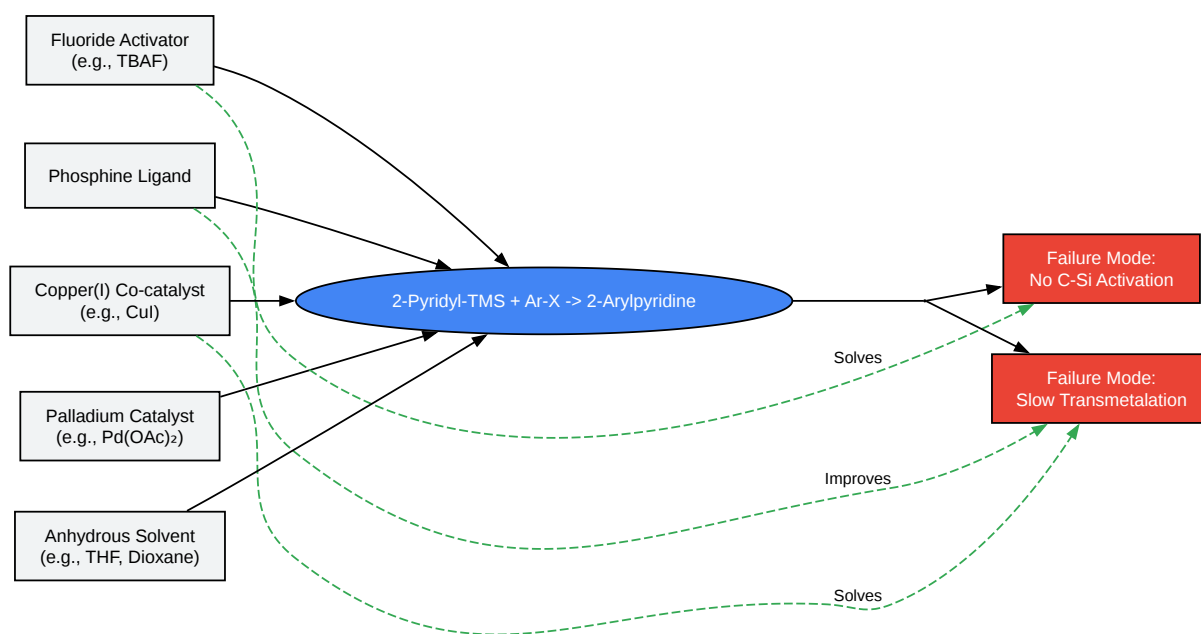 Fluoride Activator
(e.g., TBAF)
Phosphine Ligand
Copper(I) Co-catalyst
(e.g., CuI)
Palladium Catalyst
(e.g., Pd(OAc)₂)
Anhydrous Solvent
(e.g., THF, Dioxane)
2-Pyridyl-TMS + Ar-X -> 2-Arylpyridine
Failure Mode:
No C-Si Activation
Failure Mode:
Slow Transmetalation
Solves
Improves
Solves